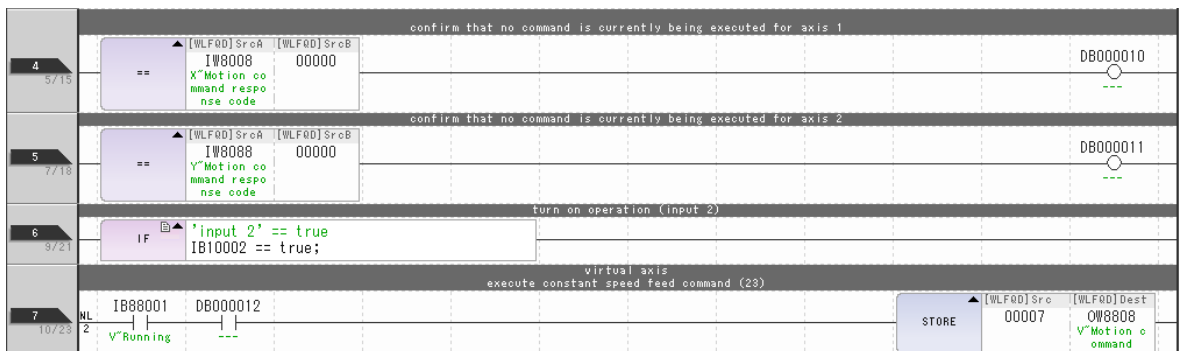 confirm that no command is currently being executed for axis 1
4
5/15
==
[WLFQD]SrcA [WLFQD]SrcB
IW8008 00000
X~Motion co
mmand respo
nse code
DB000010
---
confirm that no command is currently being executed for axis 2
5
7/18
==
[WLFQD]SrcA [WLFQD]SrcB
IW8088 00000
Y~Motion co
mmand respo
nse code
DB000011
---
turn on operation (input 2)
6
9/21
IF
'input 2' == true
IB10002 == true;
virtual axis
execute constant speed feed command (23)
7
10/23
NL
2
IB88001 DB000012
V~Running ---
STORE
[WLFQD]Src [WLFQD]Dest
00007 OW8808
V~Motion c
ommand